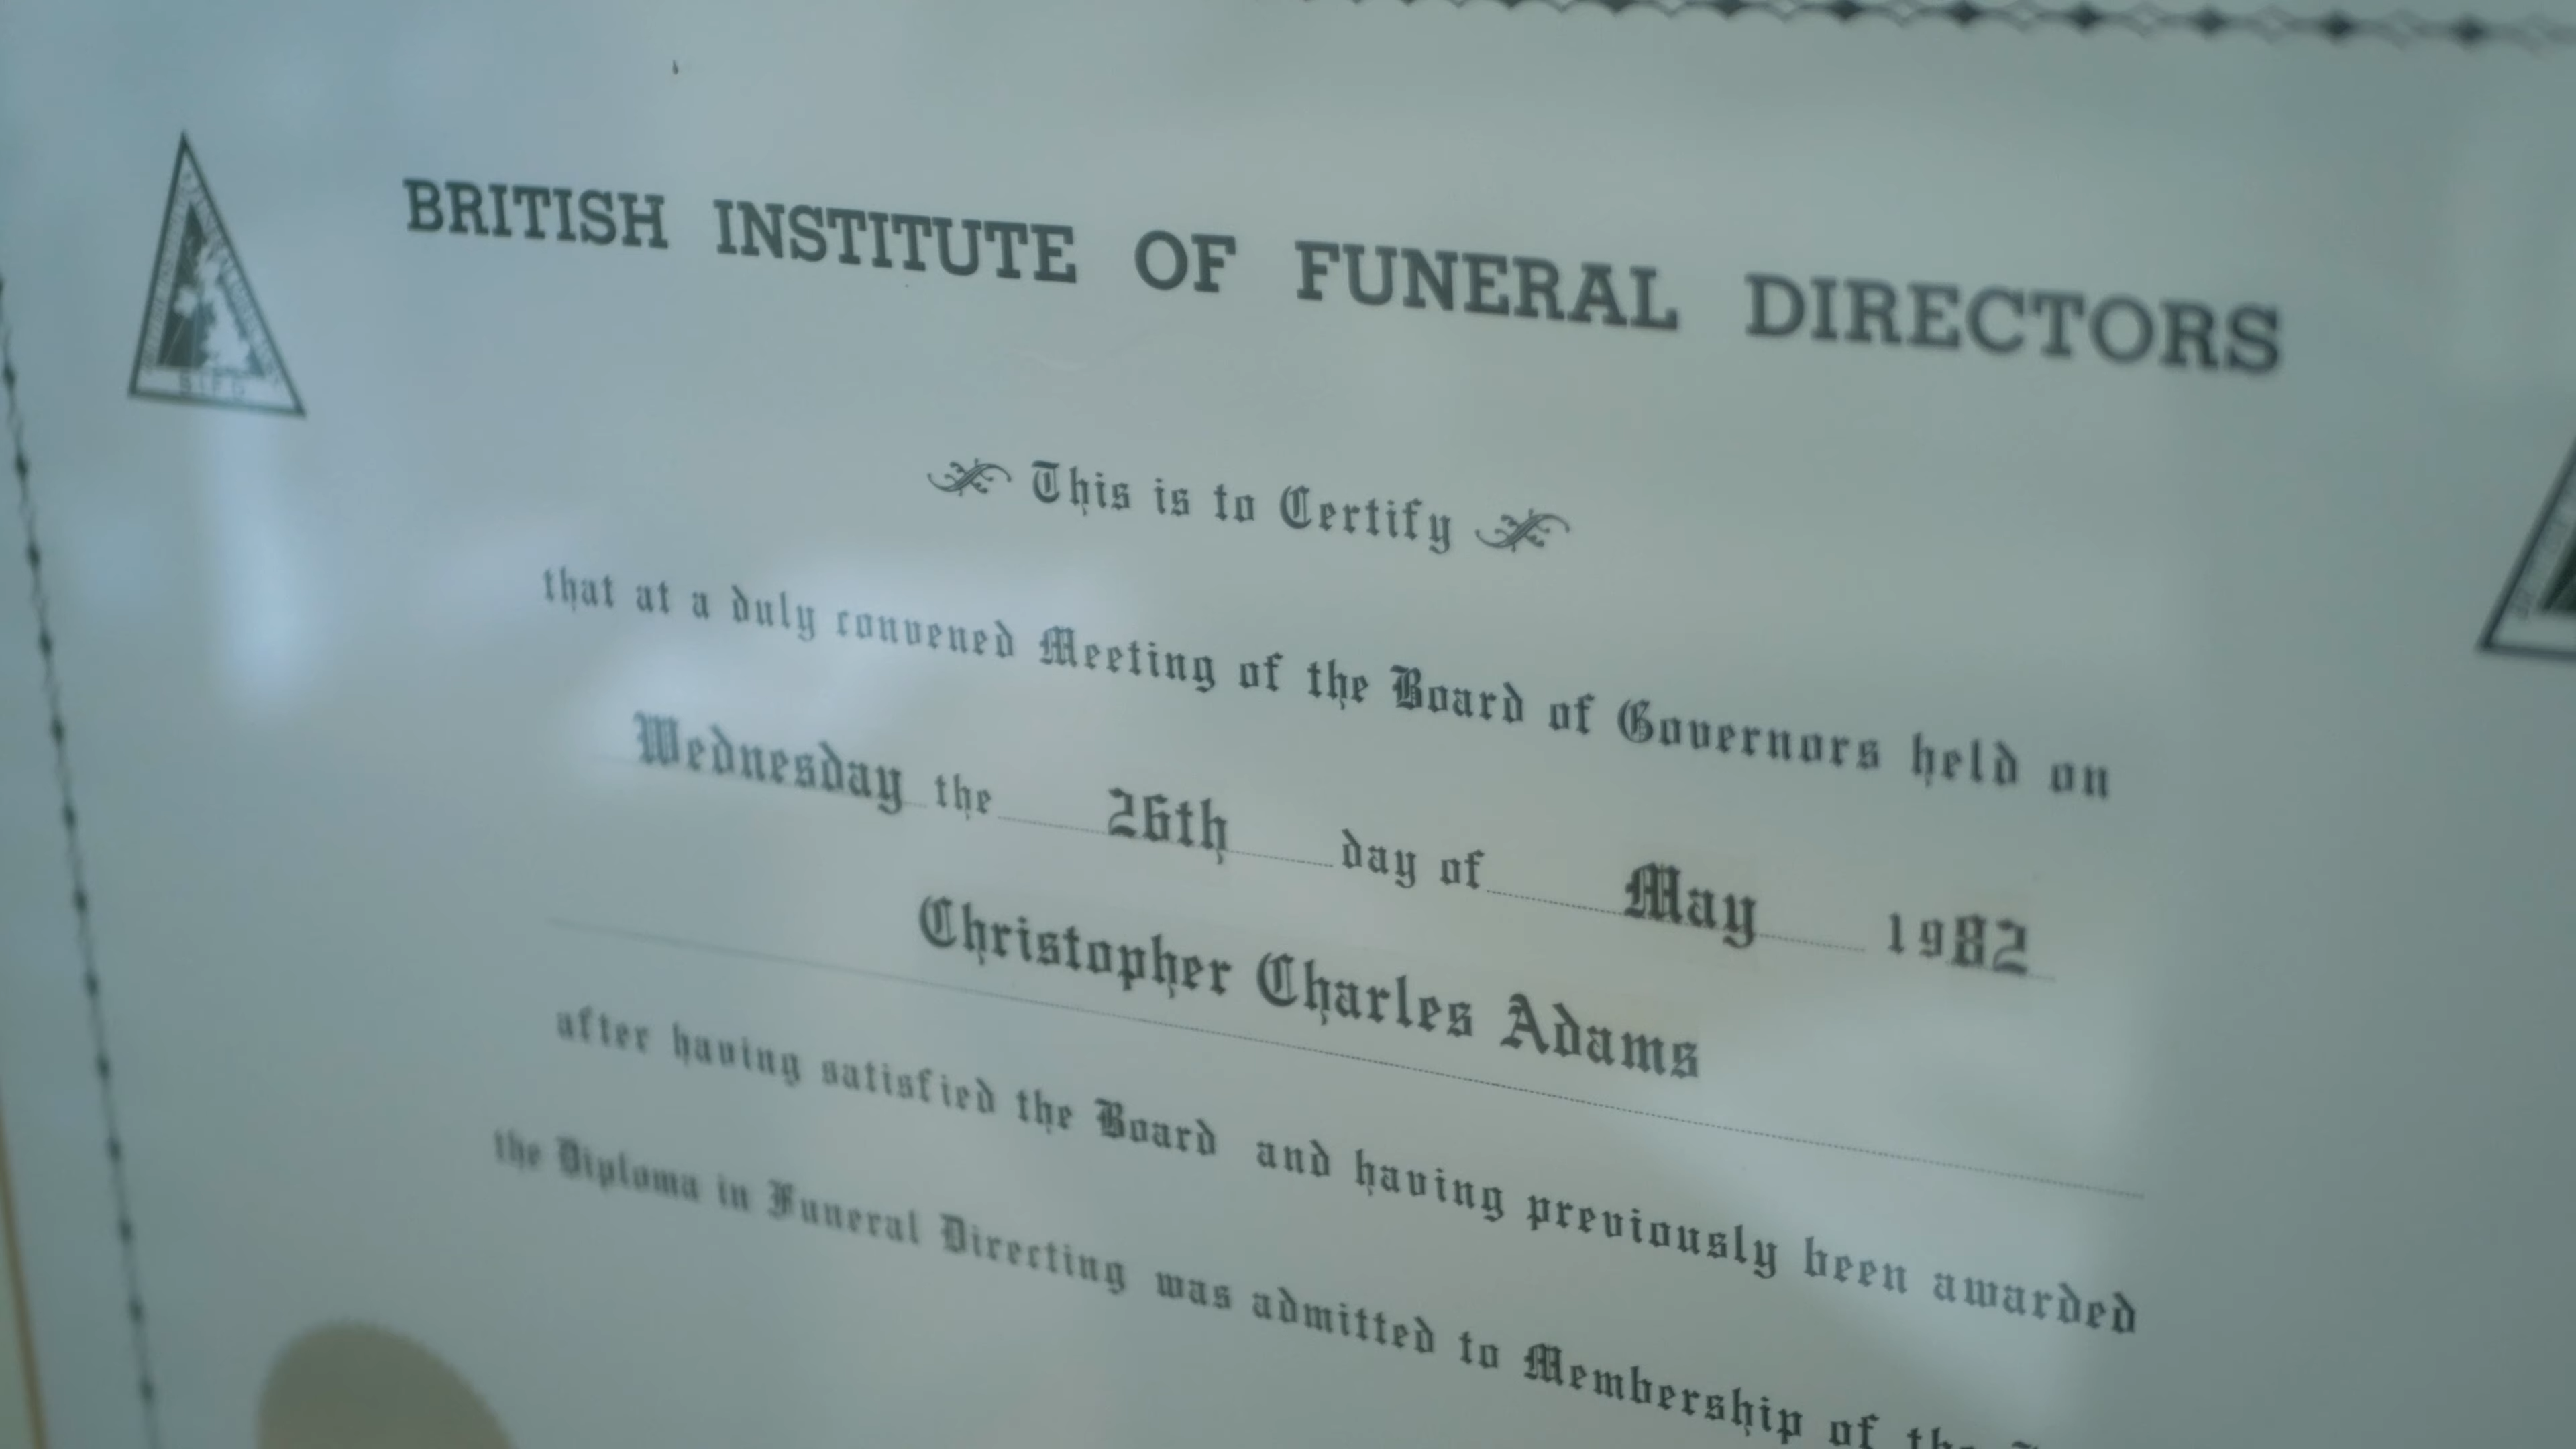 BRITISH INSTITUTE OF FUNERAL DIRECTORS
This is to Certify
that at a duly convened Meeting of the Board of Governors held on
Wednesday the 26th day of May 1982
Christopher Charles Adams
after having satisfied the Board and having previously been awarded
the Diploma in Funeral Directing was admitted to Membership of